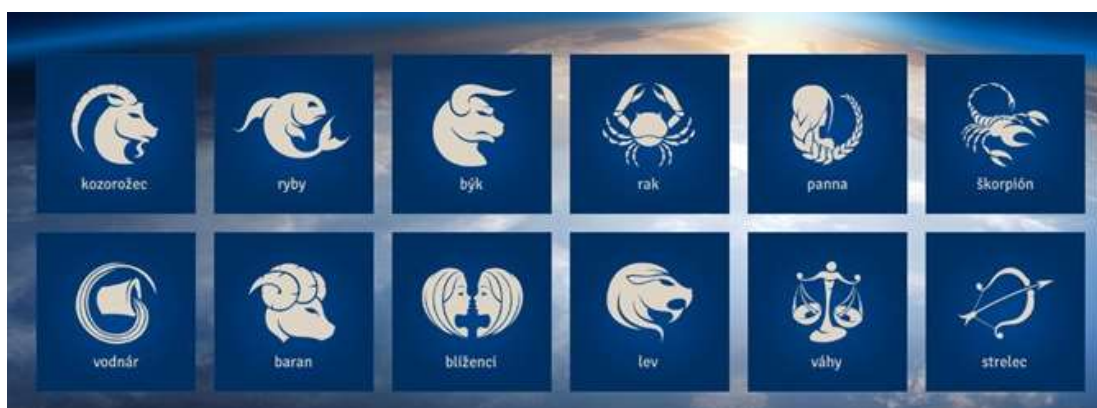 kozorožec
ryby
býk
rak
panna
škorpión
vodnár
baran
blíženci
lev
váhy
strelec